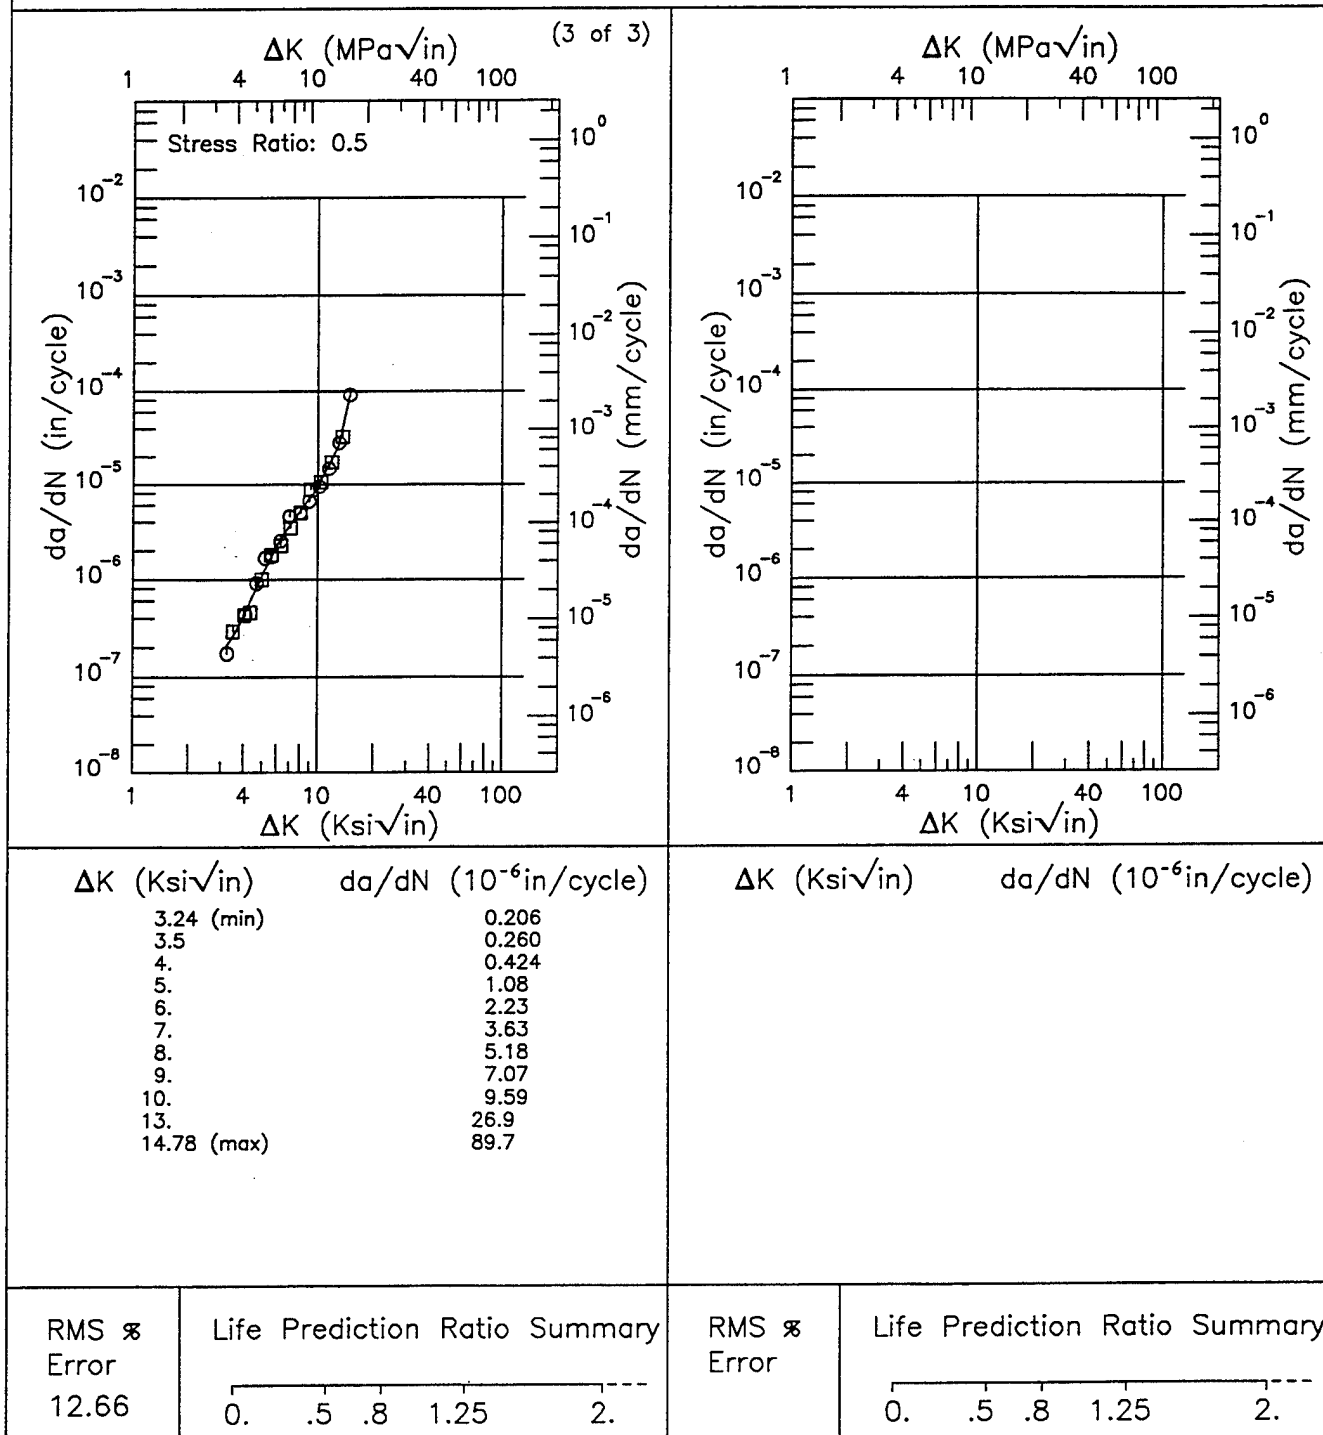 (3 of 3)
ΔK (MPa√in)
1 4 10 40 100
Stress Ratio: 0.5
da/dN (in/cycle)
10⁻²
10⁻³
10⁻⁴
10⁻⁵
10⁻⁶
10⁻⁷
10⁻⁸
10⁰
10⁻¹
10⁻²
10⁻³
10⁻⁴
10⁻⁵
10⁻⁶
da/dN (mm/cycle)
1 4 10 40 100
ΔK (Ksi√in)
ΔK (MPa√in)
1 4 10 40 100
da/dN (in/cycle)
10⁻²
10⁻³
10⁻⁴
10⁻⁵
10⁻⁶
10⁻⁷
10⁻⁸
10⁰
10⁻¹
10⁻²
10⁻³
10⁻⁴
10⁻⁵
10⁻⁶
da/dN (mm/cycle)
1 4 10 40 100
ΔK (Ksi√in)
ΔK (Ksi√in) da/dN (10⁻⁶in/cycle)
3.24 (min) 0.206
3.5 0.260
4. 0.424
5. 1.08
6. 2.23
7. 3.63
8. 5.18
9. 7.07
10. 9.59
13. 26.9
14.78 (max) 89.7
ΔK (Ksi√in) da/dN (10⁻⁶in/cycle)
RMS %
Error
12.66
Life Prediction Ratio Summary
0. .5 .8 1.25 2.
RMS %
Error
Life Prediction Ratio Summary
0. .5 .8 1.25 2.